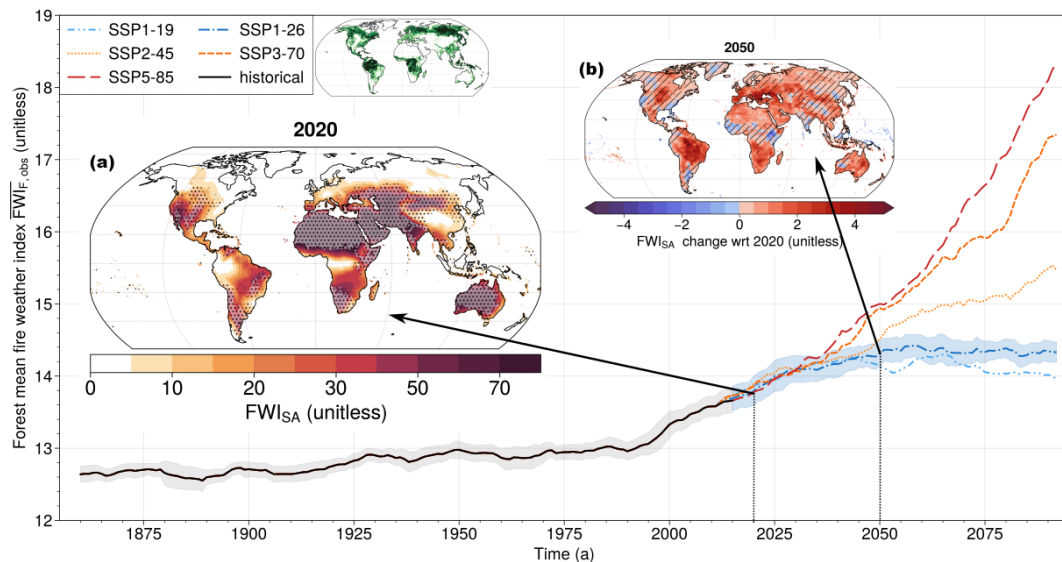 SSP1-19 SSP1-26
SSP2-45 SSP3-70
SSP5-85 historical
Forest mean fire weather index FWI_F,obs (unitless)
19
18
17
16
15
14
13
12
(a)
2020
0 10 20 30 50 70
FWI_SA (unitless)
(b)
2050
−4 −2 0 2 4
FWI_SA change wrt 2020 (unitless)
1875 1900 1925 1950 1975 2000 2025 2050 2075
Time (a)